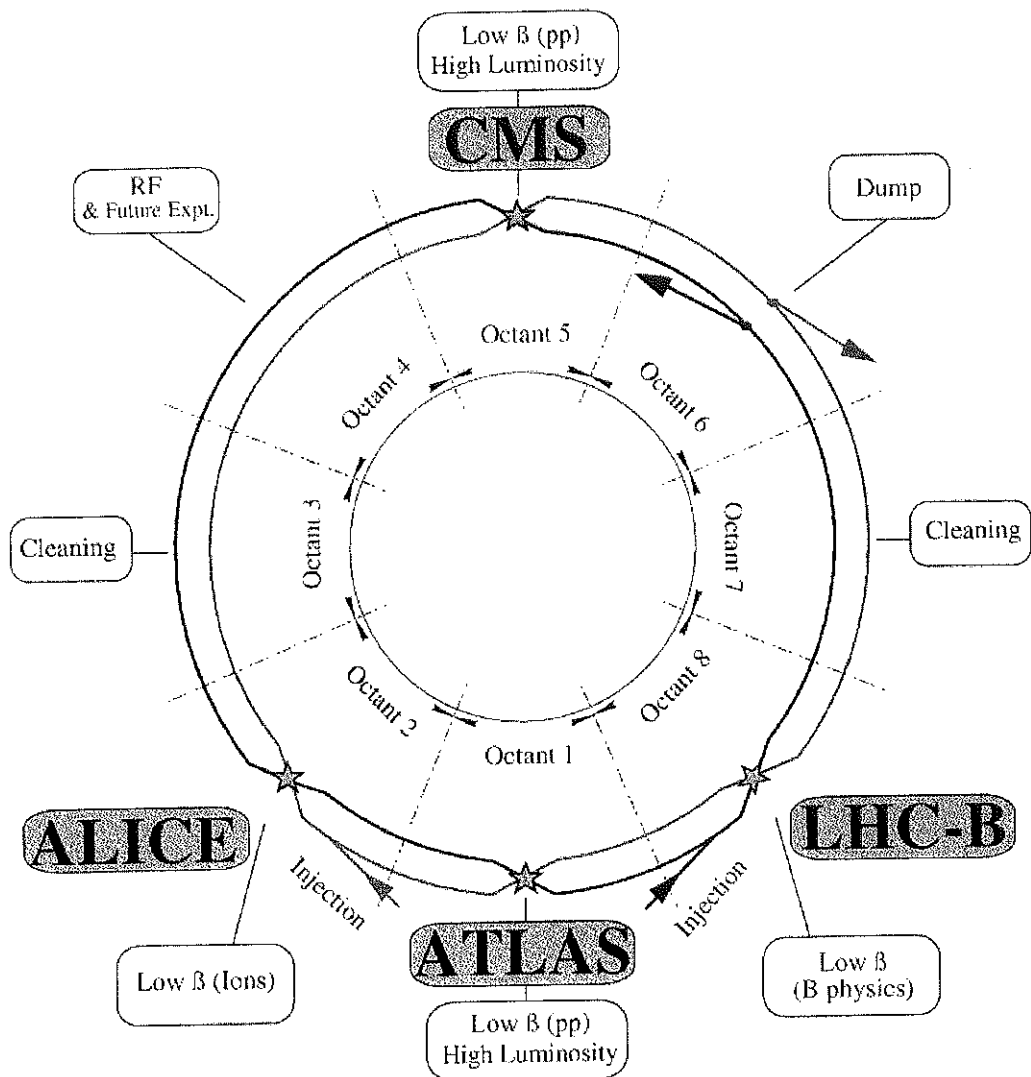 Low ß (pp)
High Luminosity
CMS
RF
& Future Expt.
Dump
Octant 5
Octant 4
Octant 6
Cleaning
Octant 3
Octant 7
Cleaning
Octant 2
Octant 8
Octant 1
ALICE
LHC-B
Injection
Injection
ATLAS
Low ß (Ions)
Low ß
(B physics)
Low ß (pp)
High Luminosity